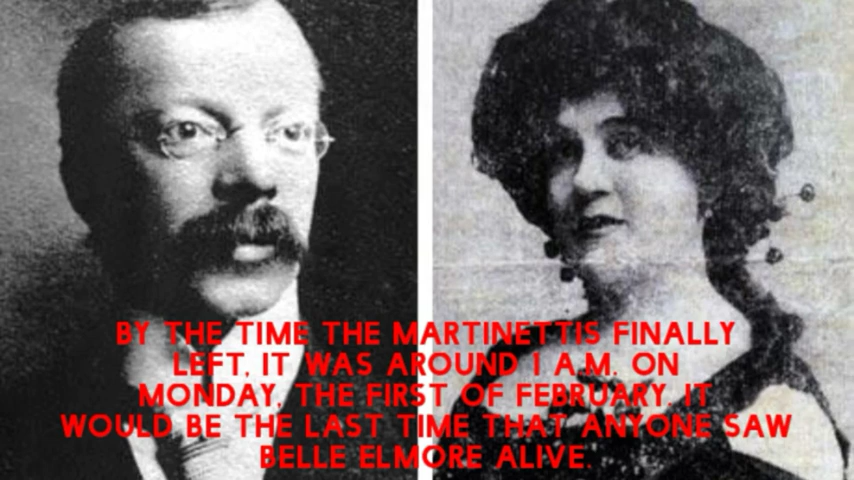 BY THE TIME THE MARTINETTIS FINALLY
LEFT, IT WAS AROUND 1 A.M. ON
MONDAY, THE FIRST OF FEBRUARY. IT
WOULD BE THE LAST TIME THAT ANYONE SAW
BELLE ELMORE ALIVE.